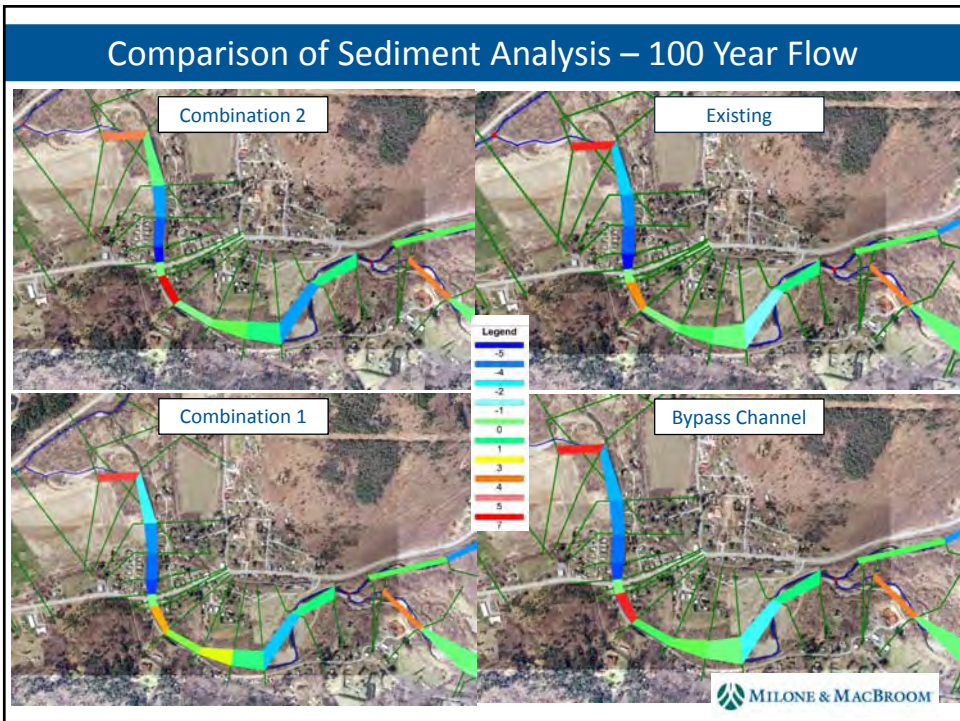 Comparison of Sediment Analysis – 100 Year Flow
Combination 2
Existing
Legend
-5
-4
-2
-1
0
1
3
4
5
7
Combination 1
Bypass Channel
MILONE & MACBROOM